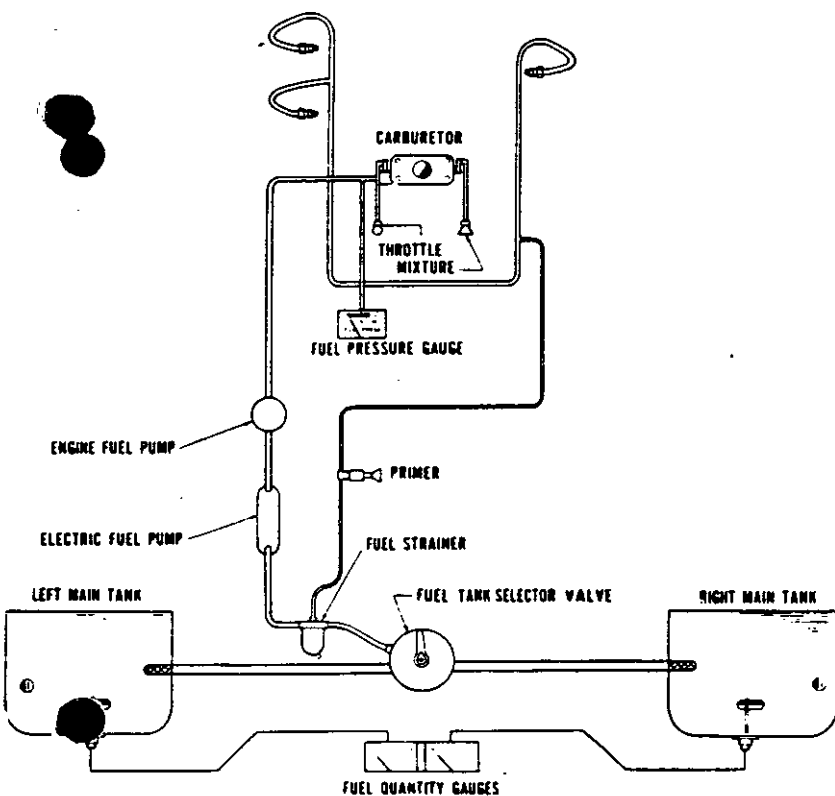 CARBURETOR
THROTTLE
MIXTURE
FUEL PRESSURE GAUGE
ENGINE FUEL PUMP
PRIMER
ELECTRIC FUEL PUMP
FUEL STRAINER
LEFT MAIN TANK
FUEL TANK SELECTOR VALVE
RIGHT MAIN TANK
FUEL QUANTITY GAUGES